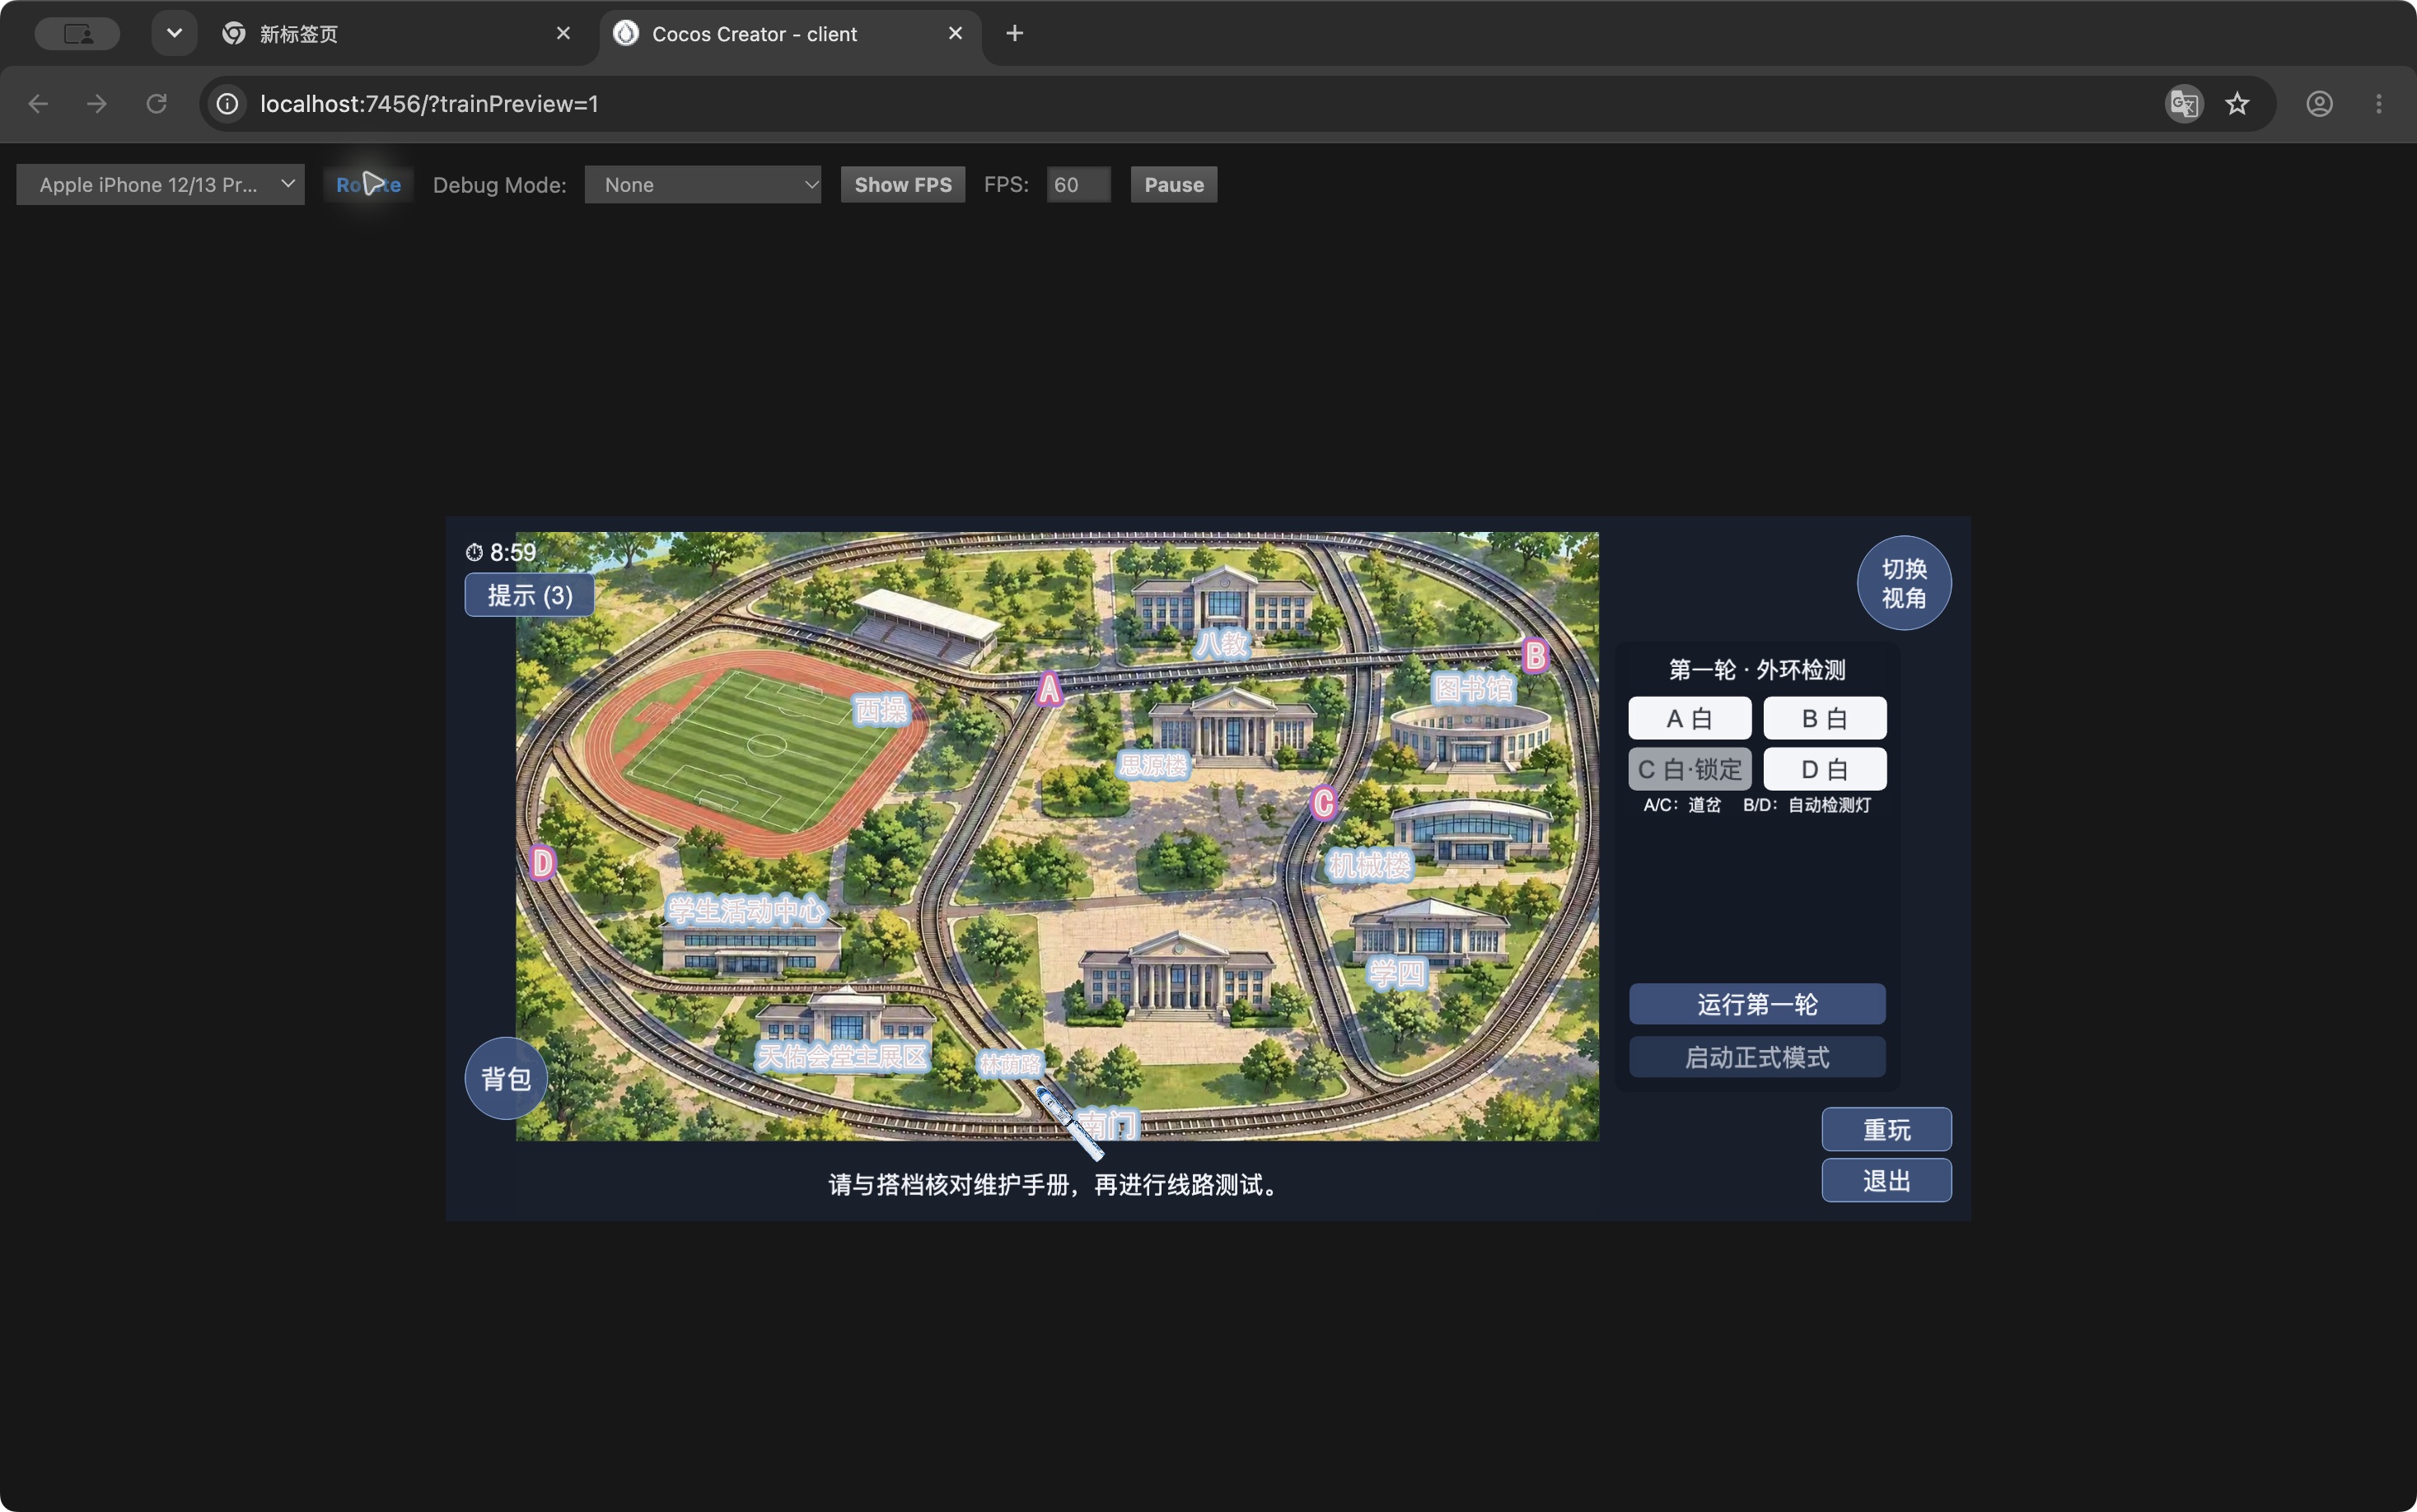 新标签页
Cocos Creator - client
localhost:7456/?trainPreview=1
Apple iPhone 12/13 Pr...
Rotate
Debug Mode:
None
Show FPS
FPS:
60
Pause
8:59
提示 (3)
切换
视角
八教
B
A
图书馆
西操
思源楼
C
机械楼
D
学生活动中心
学四
天佑会堂主展区
林荫路
南门
背包
第一轮 · 外环检测
A 白
B 白
C 白·锁定
D 白
A/C：道岔 B/D：自动检测灯
运行第一轮
启动正式模式
重玩
退出
请与搭档核对维护手册，再进行线路测试。